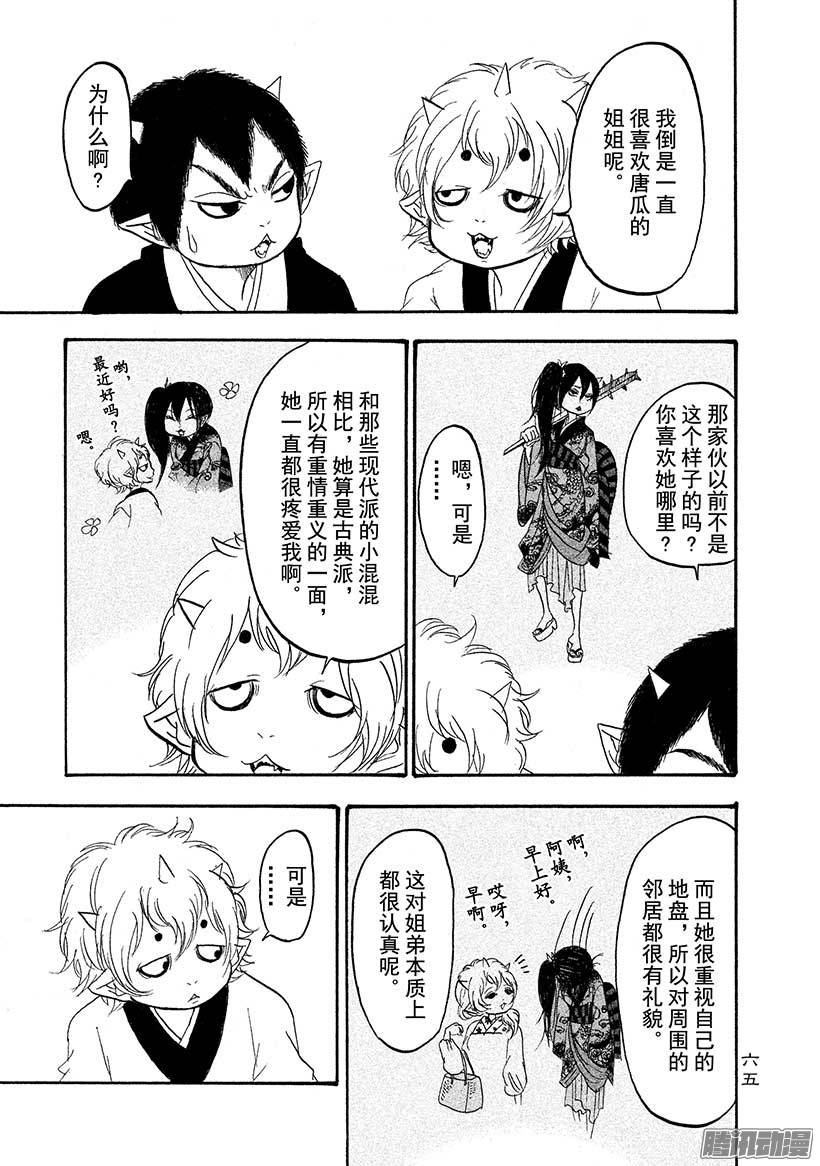 我倒是一直
很喜欢唐瓜的
姐姐呢。
为什么啊？
那家伙以前不是
这个样子的吗？
你喜欢她哪里？
嗯，可是
……
和那些现代派的小混混
相比，她算是古典派，
所以有重情重义的一面，
她一直都很疼爱我啊。
哟，
最近好吗？
嗯。
而且她很重视自己的
地盘，所以对周围的
邻居都很有礼貌。
啊，
阿姨，
早上好。
哎呀，
早啊。
这对姐弟本质上
都很认真呢。
可是
……
六五
腾讯动漫